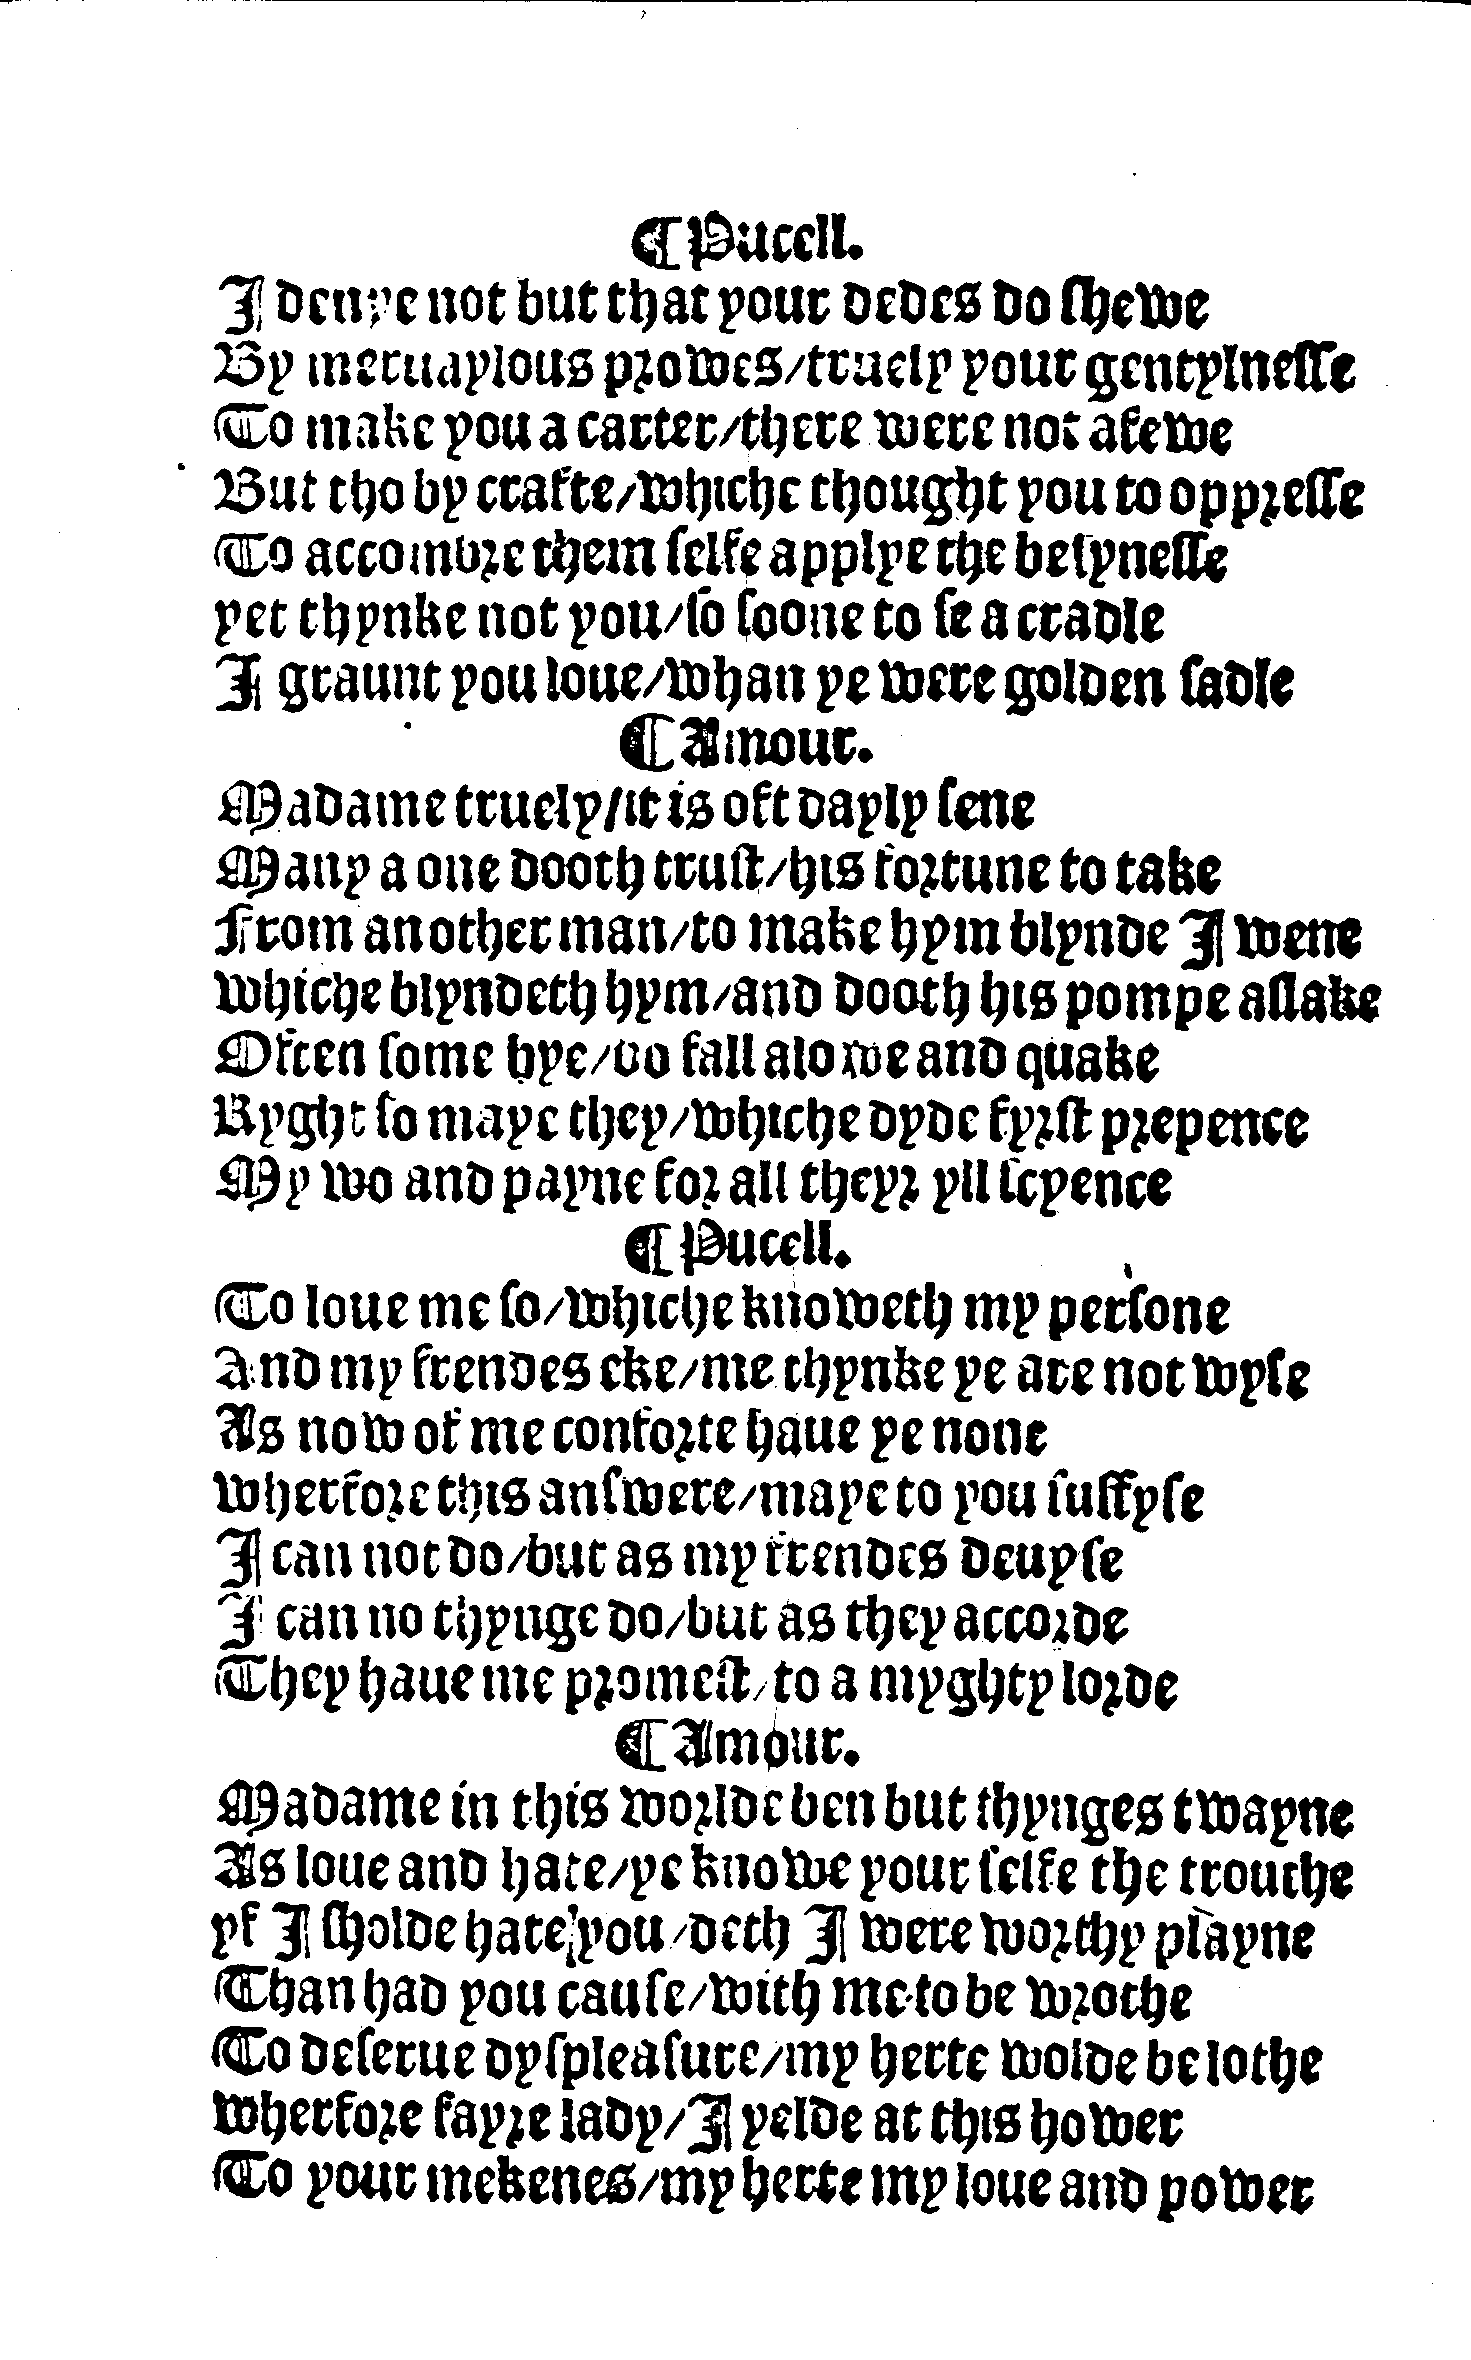 ¶ Pucell.
I denye not but that your dedes do shewe
By meruaylous prowes/truely your gentylnesse
To make you a carter/there were not afewe
But tho by crafte/whiche thought you to oppresse
To accombre them selfe applye the besynesse
yet thynke not you/so soone to se a cradle
I graunt you loue/whan ye were golden sadle
¶ Amour.
Madame truely/it is oft dayly sene
Many a one dooth trust/his fortune to take
From another man/to make hym blynde I wene
whiche blyndeth hym/and dooth his pompe aslake
Often some hye/do fall alowe and quake
Ryght so maye they/whiche dyde fyrst prepence
My wo and payne for all theyr yll scyence
¶ Pucell.
To loue me so/whiche knoweth my persone
And my frendes eke/me thynke ye are not wyse
As now of me conforte haue ye none
wherfore this answere/maye to you suffyse
I can not do/but as my frendes deuyse
I can no thynge do/but as they accorde
They haue me promest/to a myghty lorde
¶ Amour.
Madame in this worlde ben but thynges twayne
As loue and hate/ye knowe your selfe the trouthe
yf I sholde hate you/deth I were worthy playne
Than had you cause/with me to be wrothe
To deserue dyspleasure/my herte wolde be lothe
wherfore fayre lady/I yelde at this hower
To your mekenes/my herte my loue and power